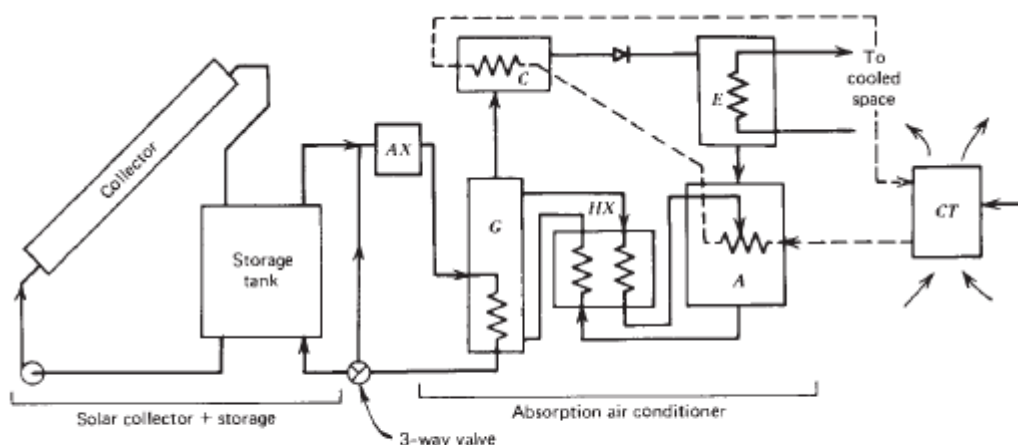 Collector
Storage
tank
AX
C
G
HX
E
A
To
cooled
space
CT
Solar collector + storage
3-way valve
Absorption air conditioner